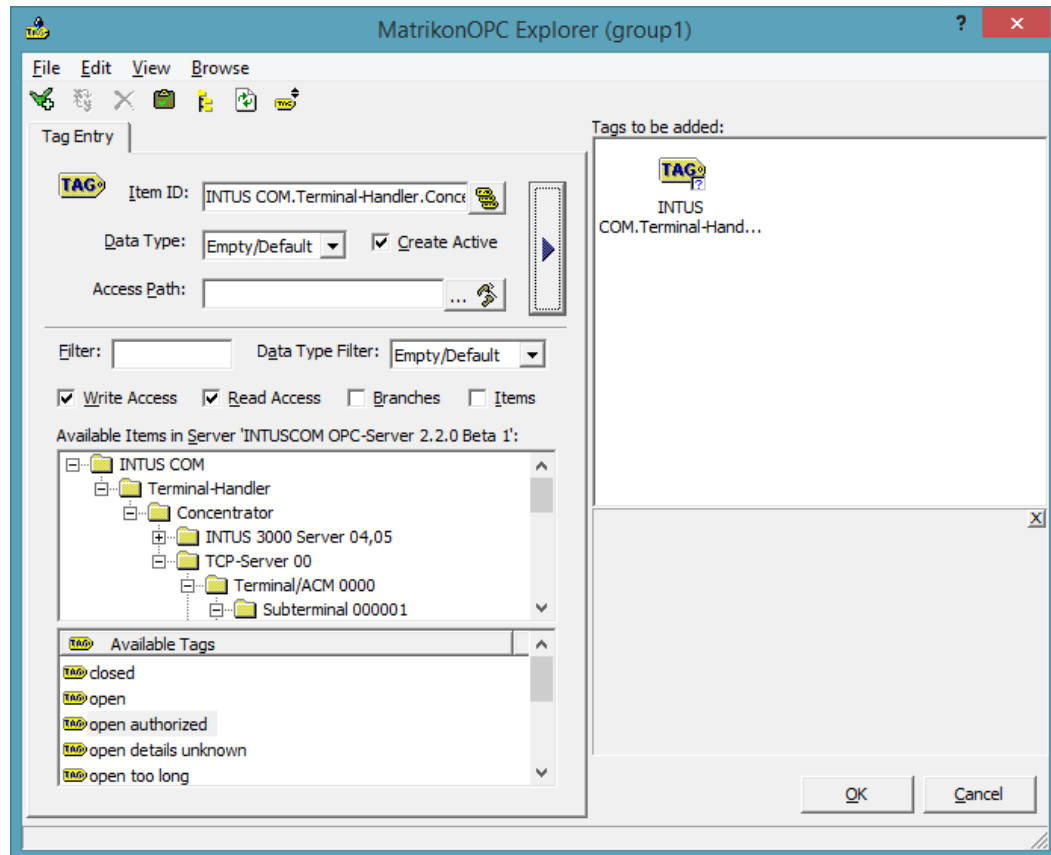 MatrikonOPC Explorer (group1)
File Edit View Browse
Tag Entry
Item ID: INTUS COM.Terminal-Handler.Conce
Data Type: Empty/Default Create Active
Access Path: ...
Filter: Data Type Filter: Empty/Default
Write Access Read Access Branches Items
Available Items in Server 'INTUSCOM OPC-Server 2.2.0 Beta 1':
INTUS COM
Terminal-Handler
Concentrator
INTUS 3000 Server 04,05
TCP-Server 00
Terminal/ACM 0000
Subterminal 000001
Available Tags
closed
open
open authorized
open details unknown
open too long
Tags to be added:
TAG
INTUS
COM.Terminal-Hand...
OK Cancel